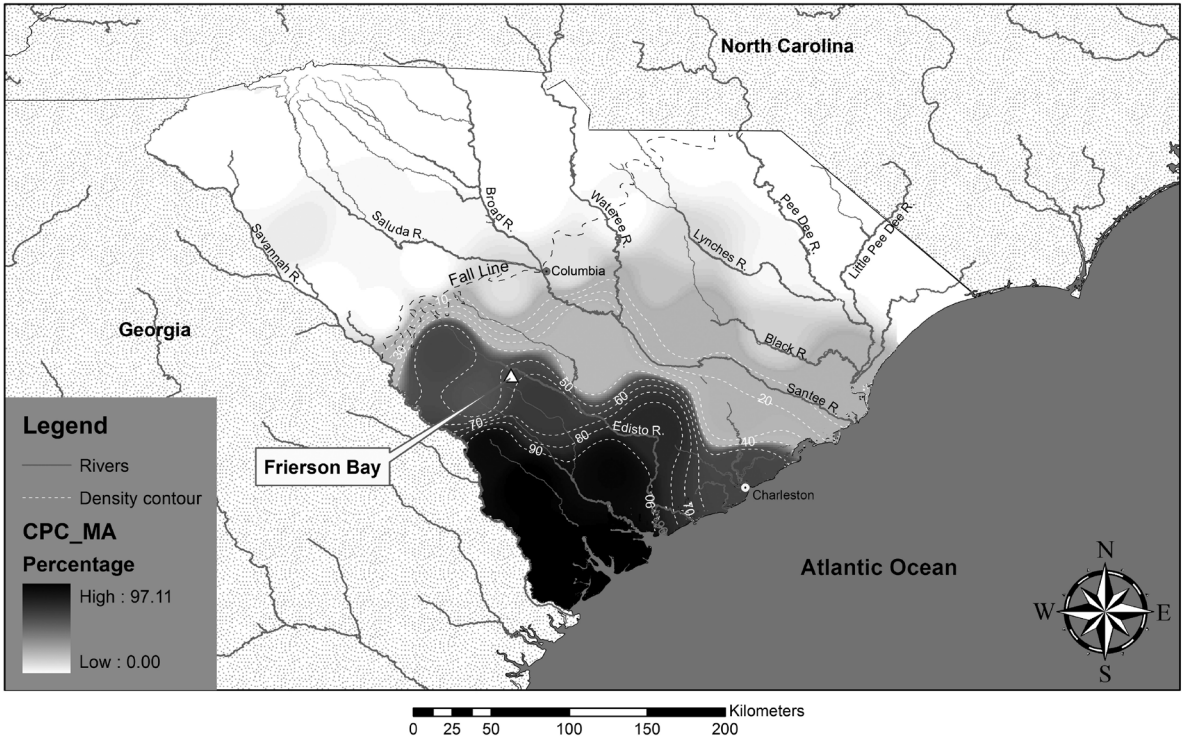 North Carolina
Broad R.
Wateree R.
Pee Dee R.
Little Pee Dee R.
Saluda R.
Lynches R.
Savannah R.
Fall Line
Columbia
70
Georgia
30
Black R.
50
Santee R.
60
20
70
Edisto R.
80
40
90
Legend
Rivers
Density contour
Frierson Bay
90
70
Charleston
CPC_MA
Percentage
High : 97.11
Low : 0.00
Atlantic Ocean
N
W
E
S
Kilometers
0 25 50 100 150 200